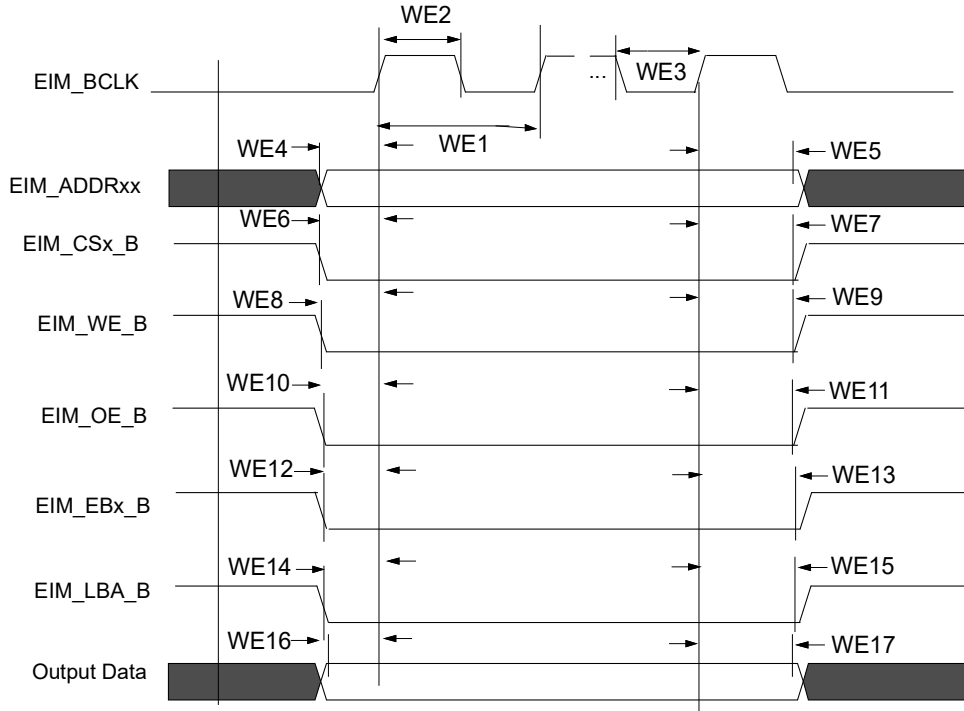 WE2
EIM_BCLK
...
WE3
WE4
WE1
WE5
EIM_ADDRxx
WE6
WE7
EIM_CSx_B
WE8
WE9
EIM_WE_B
WE10
WE11
EIM_OE_B
WE12
WE13
EIM_EBx_B
WE14
WE15
EIM_LBA_B
WE16
WE17
Output Data